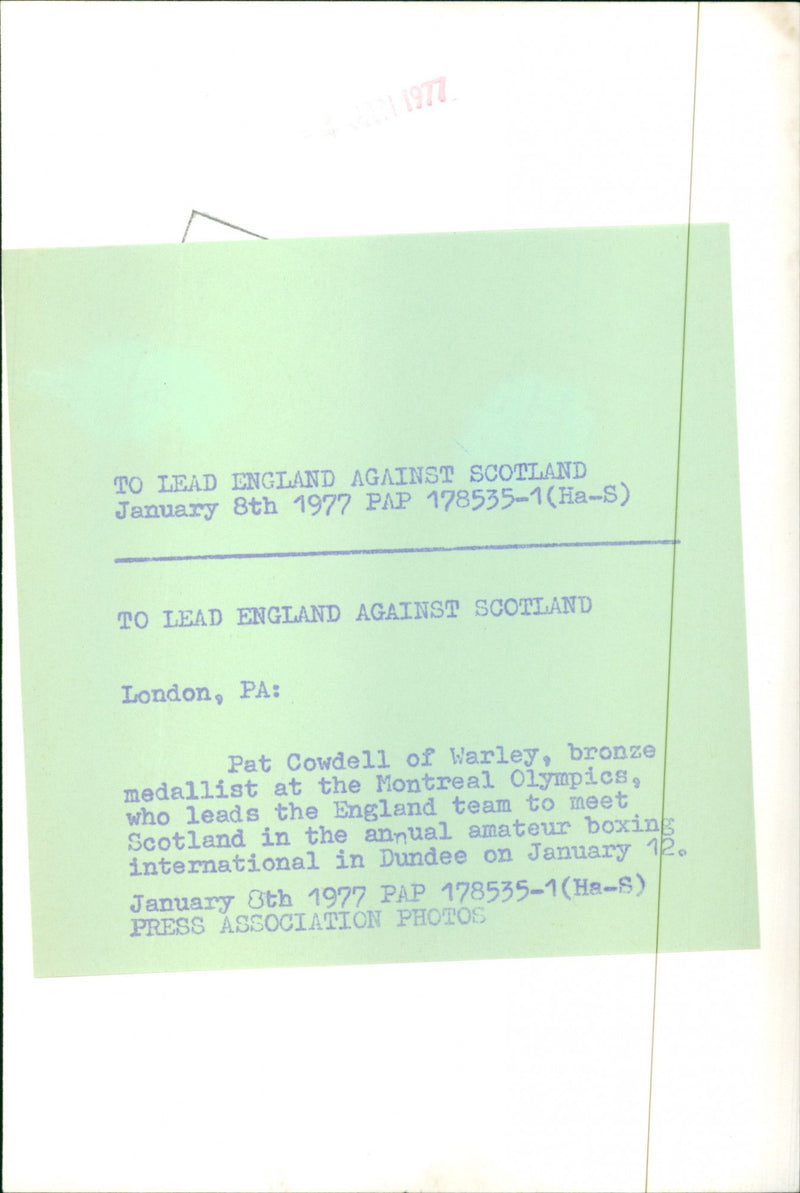 1977
TO LEAD ENGLAND AGAINST SCOTLAND
January 8th 1977 PAP 178535-1(Ha-S)
TO LEAD ENGLAND AGAINST SCOTLAND
London, PA:
Pat Cowdell of Warley, bronze
medallist at the Montreal Olympics,
who leads the England team to meet
Scotland in the annual amateur boxing
international in Dundee on January 12.
January 8th 1977 PAP 178535-1(Ha-S)
PRESS ASSOCIATION PHOTOS